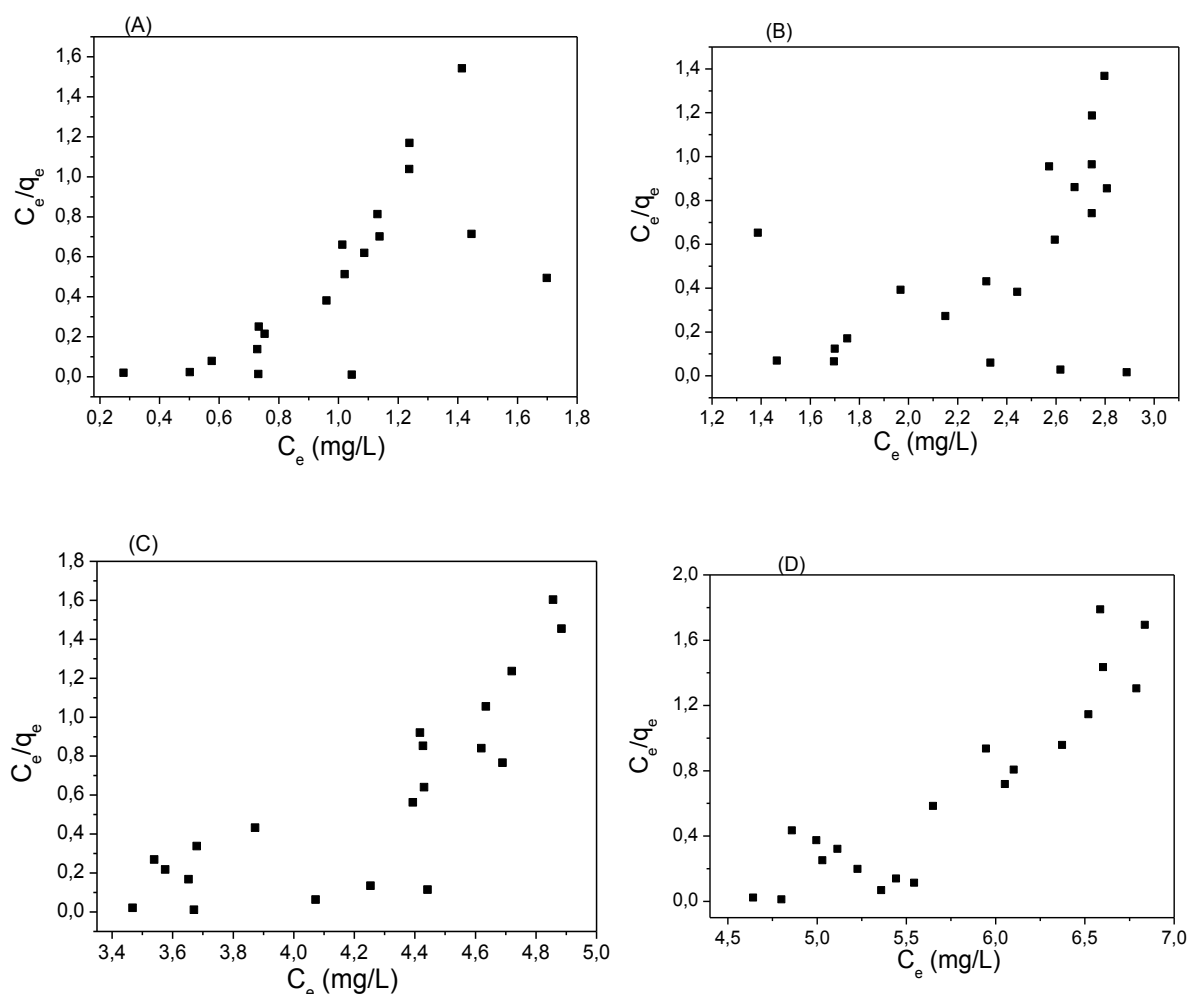 (A)
1,6
1,4
1,2
1,0
0,8
0,6
0,4
0,2
0,0
C_e/q_e
0,2 0,4 0,6 0,8 1,0 1,2 1,4 1,6 1,8
C_e (mg/L)
(B)
1,4
1,2
1,0
0,8
0,6
0,4
0,2
0,0
C_e/q_e
1,2 1,4 1,6 1,8 2,0 2,2 2,4 2,6 2,8 3,0
C_e (mg/L)
(C)
1,8
1,6
1,4
1,2
1,0
0,8
0,6
0,4
0,2
0,0
C_e/q_e
3,4 3,6 3,8 4,0 4,2 4,4 4,6 4,8 5,0
C_e (mg/L)
(D)
2,0
1,6
1,2
0,8
0,4
0,0
C_e/q_e
4,5 5,0 5,5 6,0 6,5 7,0
C_e (mg/L)